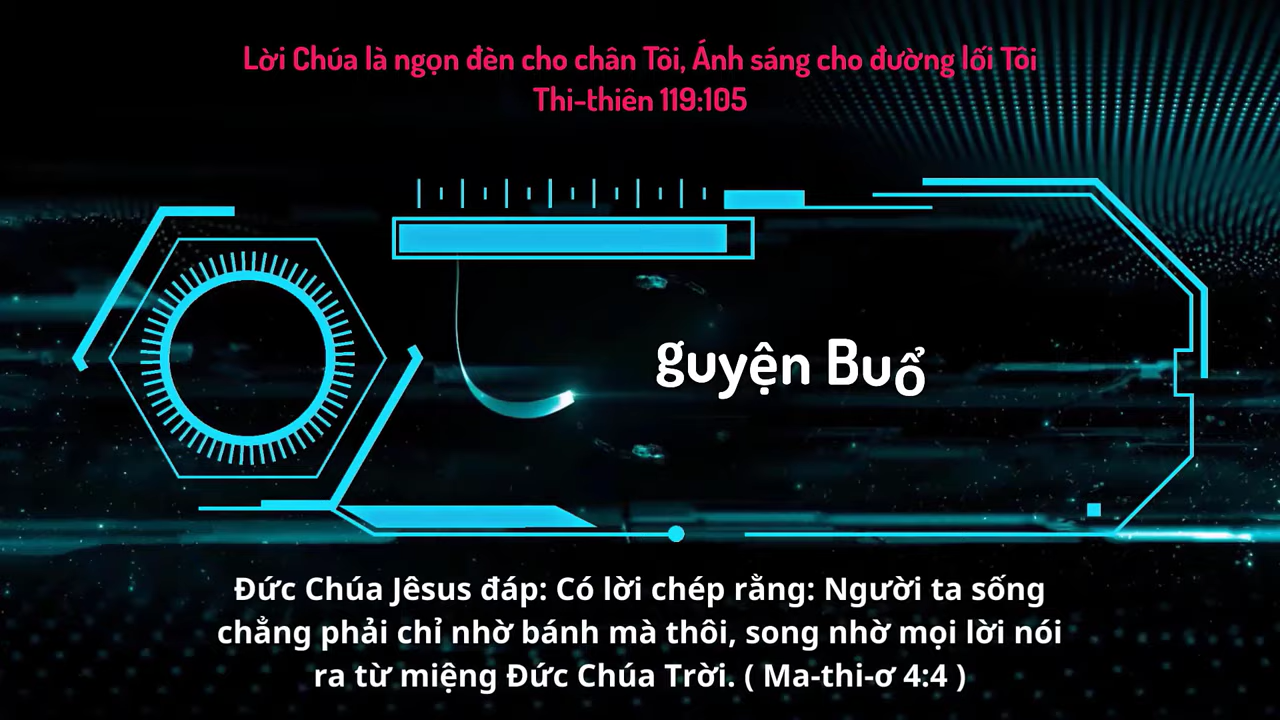 Lời Chúa là ngọn đèn cho chân Tôi, Ánh sáng cho đường lối Tôi
Thi-thiên 119:105
guyện Buổ
Đức Chúa Jêsus đáp: Có lời chép rằng: Người ta sống
chẳng phải chỉ nhờ bánh mà thôi, song nhờ mọi lời nói
ra từ miệng Đức Chúa Trời. ( Ma-thi-ơ 4:4 )